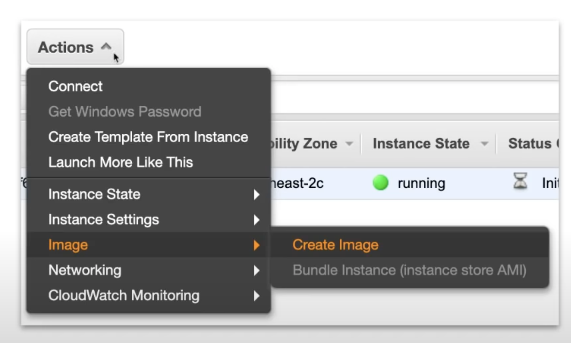 Actions
Connect
Get Windows Password
Create Template From Instance
Launch More Like This
bility Zone Instance State Status
heast-2c running Init
Instance State
Instance Settings
Image
Create Image
Networking
Bundle Instance (instance store AMI)
CloudWatch Monitoring